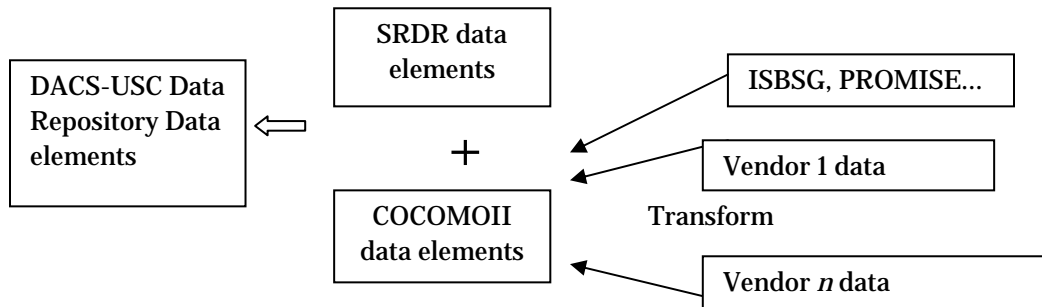 DACS-USC Data
Repository Data
elements
SRDR data
elements
+
COCOMOII
data elements
ISBSG, PROMISE...
Vendor 1 data
Transform
Vendor n data